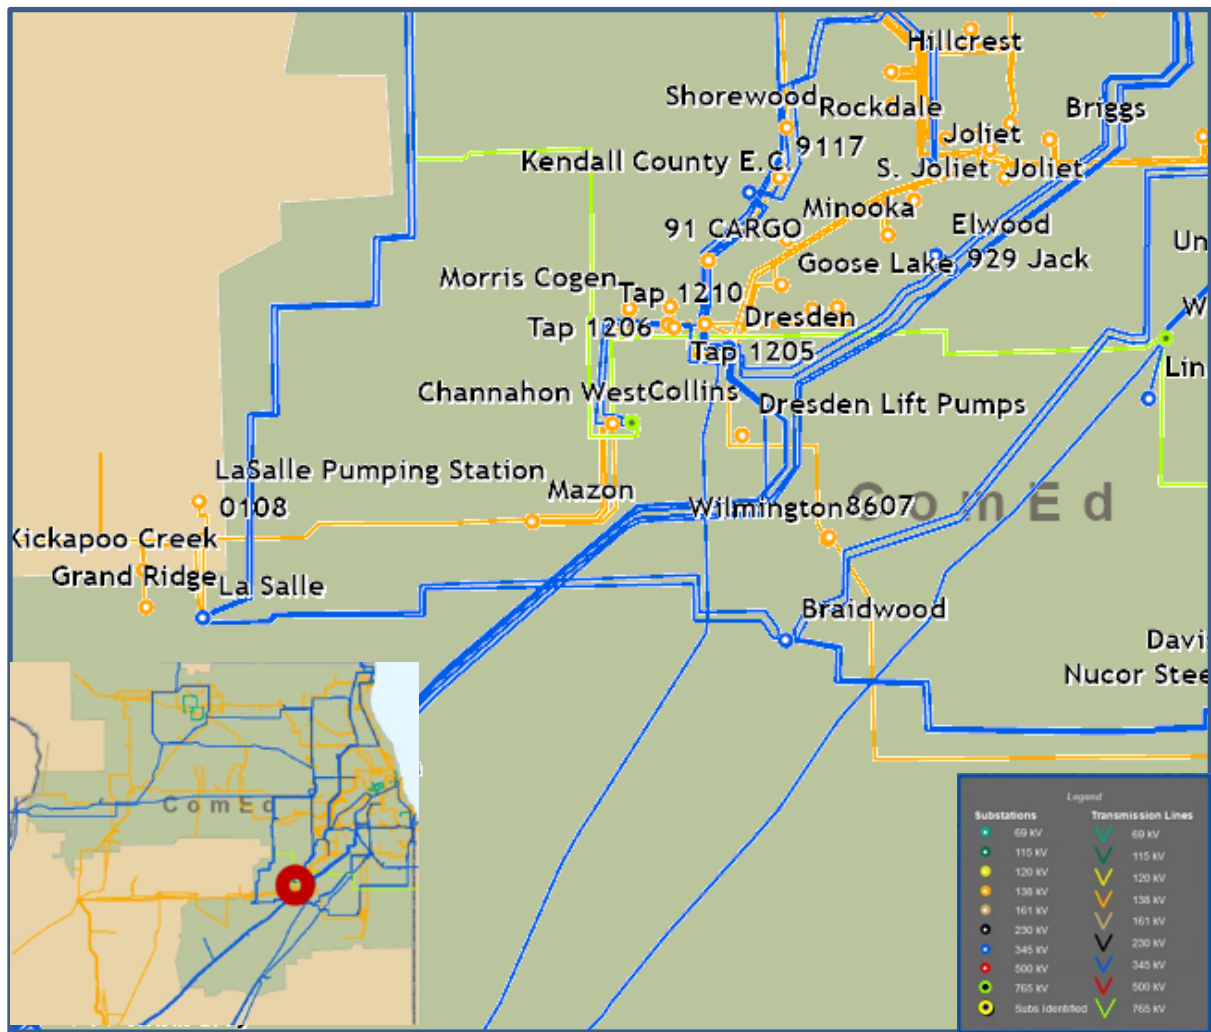 Hillcrest
Shorewood
Rockdale
Briggs
Joliet
9117
Kendall County E.C.
S. Joliet
Joliet
Minooka
91 CARGO
Elwood
Un
Goose Lake
929 Jack
Morris Cogen
Tap 1210
W
Tap 1206
Dresden
Tap 1205
Lin
Channahon West
Collins
Dresden Lift Pumps
LaSalle Pumping Station
Mazon
0108
Wilmington
8607
ComEd
Kickapoo Creek
Grand Ridge
La Salle
Braidwood
Davi
Nucor Stee
ComEd
Legend
Substations Transmission Lines
69 kV 69 kV
115 kV 115 kV
120 kV 120 kV
138 kV 138 kV
161 kV 161 kV
230 kV 230 kV
345 kV 345 kV
500 kV 500 kV
765 kV 765 kV
Subs Identified